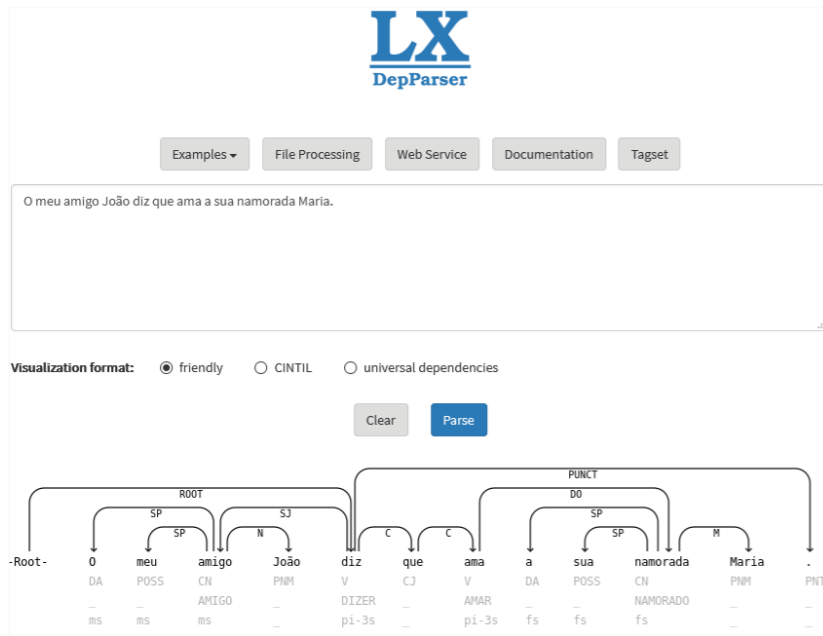 LX
DepParser
Examples File Processing Web Service Documentation Tagset
O meu amigo João diz que ama a sua namorada Maria.
Visualization format: friendly CINTIL universal dependencies
Clear Parse
PUNCT
ROOT DO
SP SJ SP
SP N C C SP M
-Root- O meu amigo João diz que ama a sua namorada Maria .
DA POSS CN PNM V CJ V DA POSS CN PNM PNT
_ _ AMIGO _ DIZER _ AMAR _ _ NAMORADO _ _
ms ms ms _ pi-3s _ pi-3s fs fs fs _ _